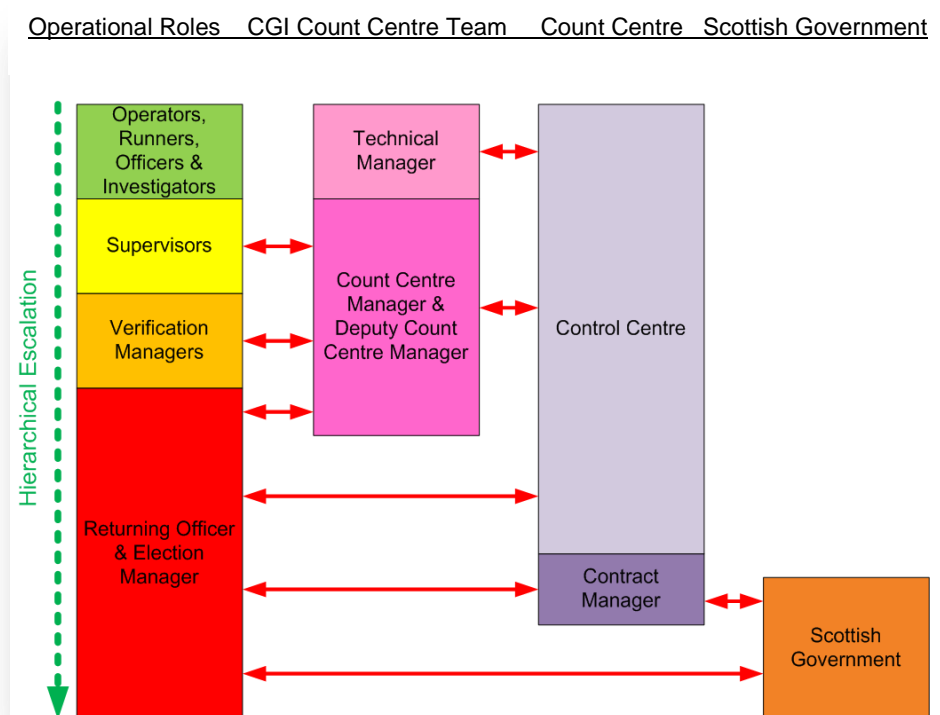 Operational Roles CGI Count Centre Team Count Centre Scottish Government
Hierarchical Escalation
Operators,
Runners,
Officers &
Investigators
Supervisors
Verification
Managers
Returning Officer
& Election
Manager
Technical
Manager
Count Centre
Manager &
Deputy Count
Centre Manager
Control Centre
Contract
Manager
Scottish
Government